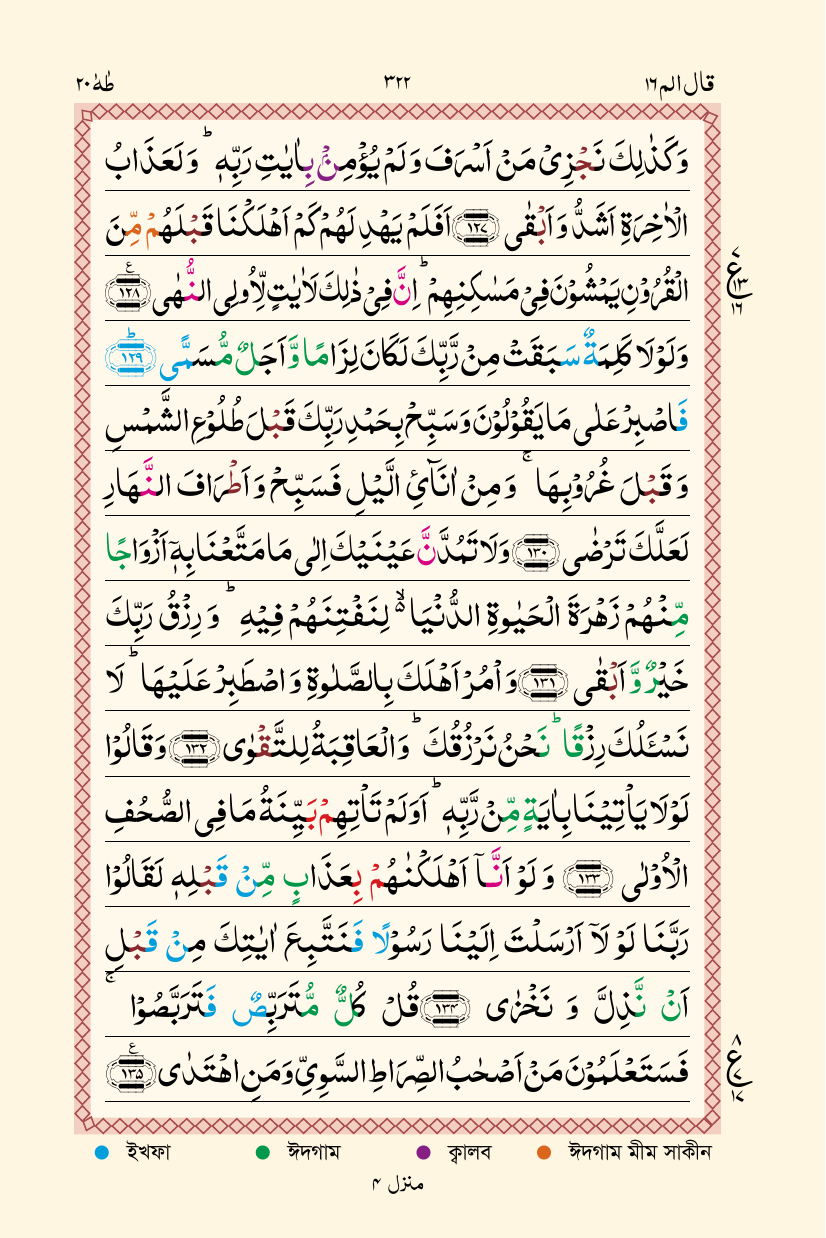 قال الم ١٦ ٣٢٢ طٰهٰ ٢٠
وَكَذٰلِكَ نَجْزِیْ مَنْ اَسْرَفَ وَلَمْ یُؤْمِنْۢ بِاٰیٰتِ رَبِّهٖ ؕ وَلَعَذَابُ
الْاٰخِرَةِ اَشَدُّ وَاَبْقٰی ﴿١٢٧﴾ اَفَلَمْ یَهْدِ لَهُمْ كَمْ اَهْلَكْنَا قَبْلَهُمْ مِّنَ
الْقُرُوْنِ یَمْشُوْنَ فِیْ مَسٰكِنِهِمْ ؕ اِنَّ فِیْ ذٰلِكَ لَاٰیٰتٍ لِّاُولِی النُّهٰی ﴿١٢٨﴾ ع
١٣ ع ١٦
وَلَوْلَا كَلِمَةٌ سَبَقَتْ مِنْ رَّبِّكَ لَكَانَ لِزَامًا وَّاَجَلٌ مُّسَمًّی ﴿١٢٩﴾ ؕ
فَاصْبِرْ عَلٰی مَا یَقُوْلُوْنَ وَسَبِّحْ بِحَمْدِ رَبِّكَ قَبْلَ طُلُوْعِ الشَّمْسِ
وَقَبْلَ غُرُوْبِهَا ۚ وَمِنْ اٰنَآئِ الَّیْلِ فَسَبِّحْ وَاَطْرَافَ النَّهَارِ
لَعَلَّكَ تَرْضٰی ﴿١٣٠﴾ وَلَا تَمُدَّنَّ عَیْنَیْكَ اِلٰی مَا مَتَّعْنَا بِهٖۤ اَزْوَاجًا
مِّنْهُمْ زَهْرَةَ الْحَیٰوةِ الدُّنْیَا ۙ۬ لِنَفْتِنَهُمْ فِیْهِ ؕ وَرِزْقُ رَبِّكَ
خَیْرٌ وَّاَبْقٰی ﴿١٣١﴾ وَاْمُرْ اَهْلَكَ بِالصَّلٰوةِ وَاصْطَبِرْ عَلَیْهَا ؕ لَا
نَسْـَٔلُكَ رِزْقًا ؕ نَحْنُ نَرْزُقُكَ ؕ وَالْعَاقِبَةُ لِلتَّقْوٰی ﴿١٣٢﴾ وَقَالُوْا
لَوْلَا یَاْتِیْنَا بِاٰیَةٍ مِّنْ رَّبِّهٖ ؕ اَوَلَمْ تَاْتِهِمْ بَیِّنَةُ مَا فِی الصُّحُفِ
الْاُوْلٰی ﴿١٣٣﴾ وَلَوْ اَنَّاۤ اَهْلَكْنٰهُمْ بِعَذَابٍ مِّنْ قَبْلِهٖ لَقَالُوْا
رَبَّنَا لَوْ لَاۤ اَرْسَلْتَ اِلَیْنَا رَسُوْلًا فَنَتَّبِعَ اٰیٰتِكَ مِنْ قَبْلِ
اَنْ نَّذِلَّ وَ نَخْزٰی ﴿١٣٤﴾ قُلْ كُلٌّ مُّتَرَبِّصٌ فَتَرَبَّصُوْا ۚ
فَسَتَعْلَمُوْنَ مَنْ اَصْحٰبُ الصِّرَاطِ السَّوِیِّ وَمَنِ اهْتَدٰی ﴿١٣٥﴾ ع
٨ ع ٧ ١٧
ইখফা ঈদগাম ক্বালব ঈদগাম মীম সাকীন
منزل ٤